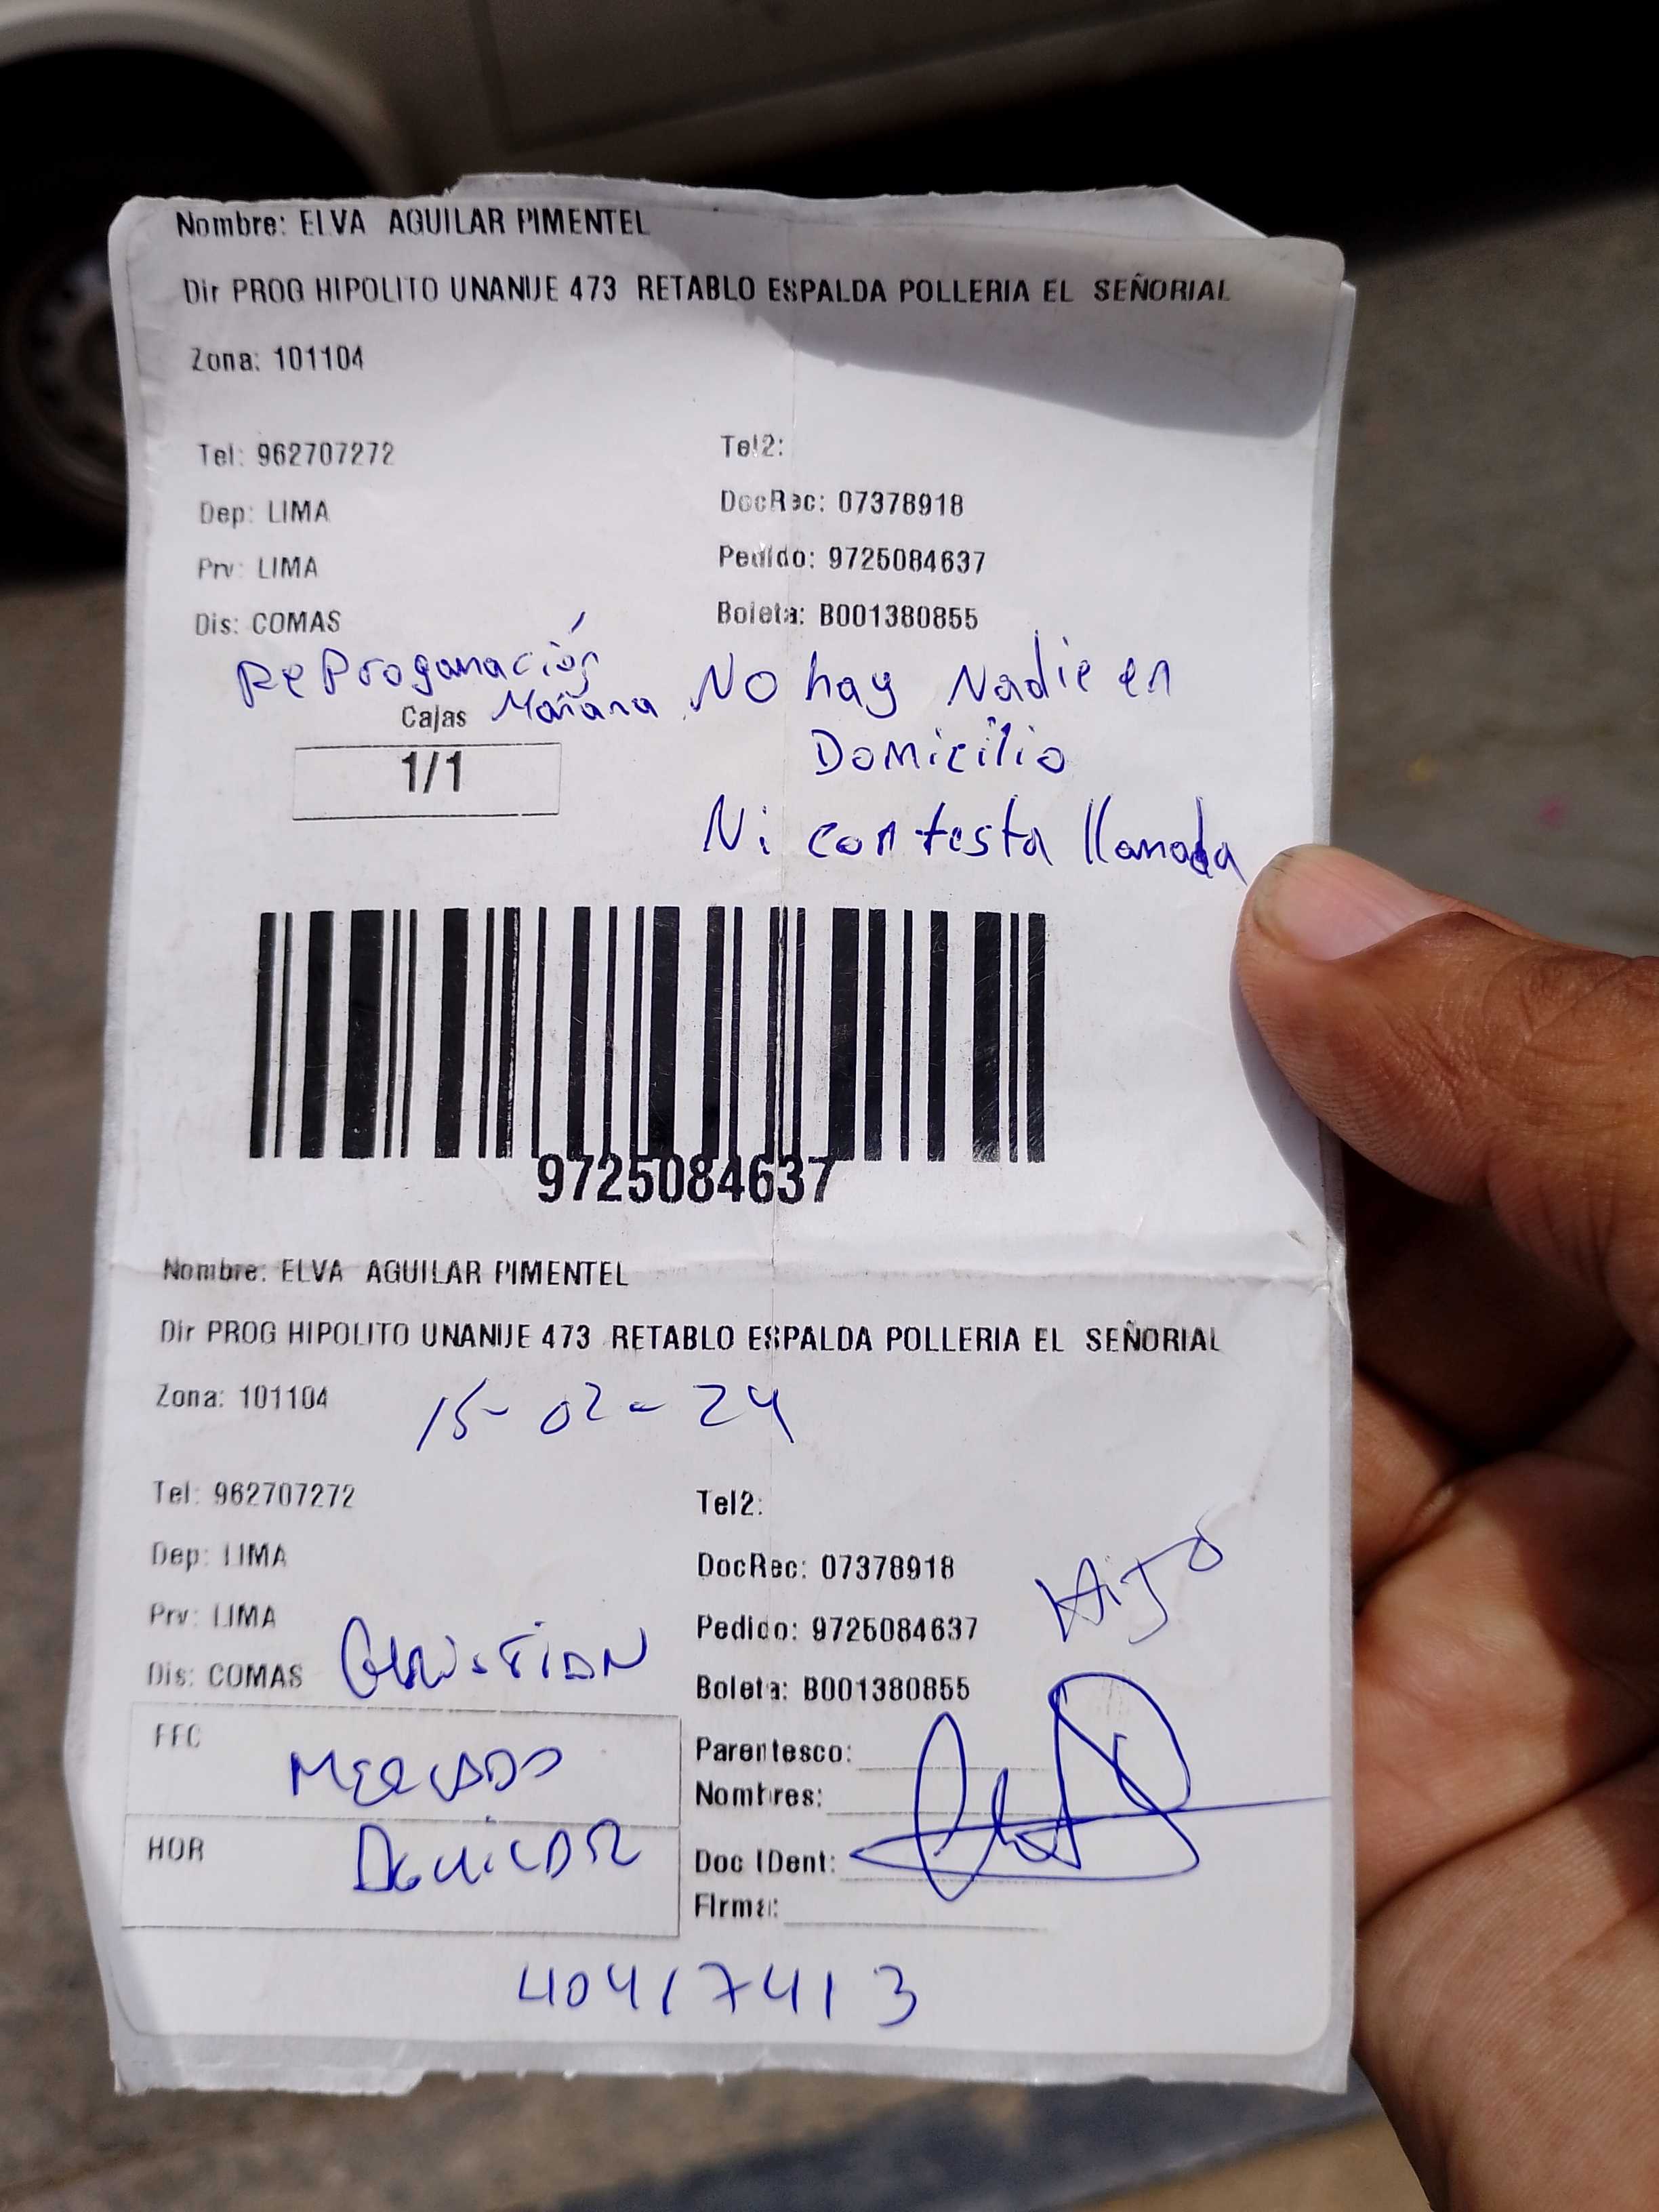 Nombre: ELVA AGUILAR PIMENTEL
Dir PROG HIPOLITO UNANUE 473 RETABLO ESPALDA POLLERIA EL SEÑORIAL
Zona: 101104
Tel: 962707272 Tel2:
Dep: LIMA DocRec: 07378918
Prv: LIMA Pedido: 9725084637
Dis: COMAS Boleta: B001380855
ReProgamación No hay Nadie en
Cajas Mañana Domicilio
1/1
Ni contesta llamada
9725084637
Nombre: ELVA AGUILAR PIMENTEL
Dir PROG HIPOLITO UNANUE 473 RETABLO ESPALDA POLLERIA EL SEÑORIAL
Zona: 101104 15-02-24
Tel: 962707272 Tel2:
Dep: LIMA DocRec: 07378918 HiJo
Prv: LIMA Pedido: 9725084637
Dis: COMAS CHRISTIAN Boleta: B001380855
FEC MERCADO Parentesco:
Nombres:
HOR Doc IDent:
Firma:
40417413